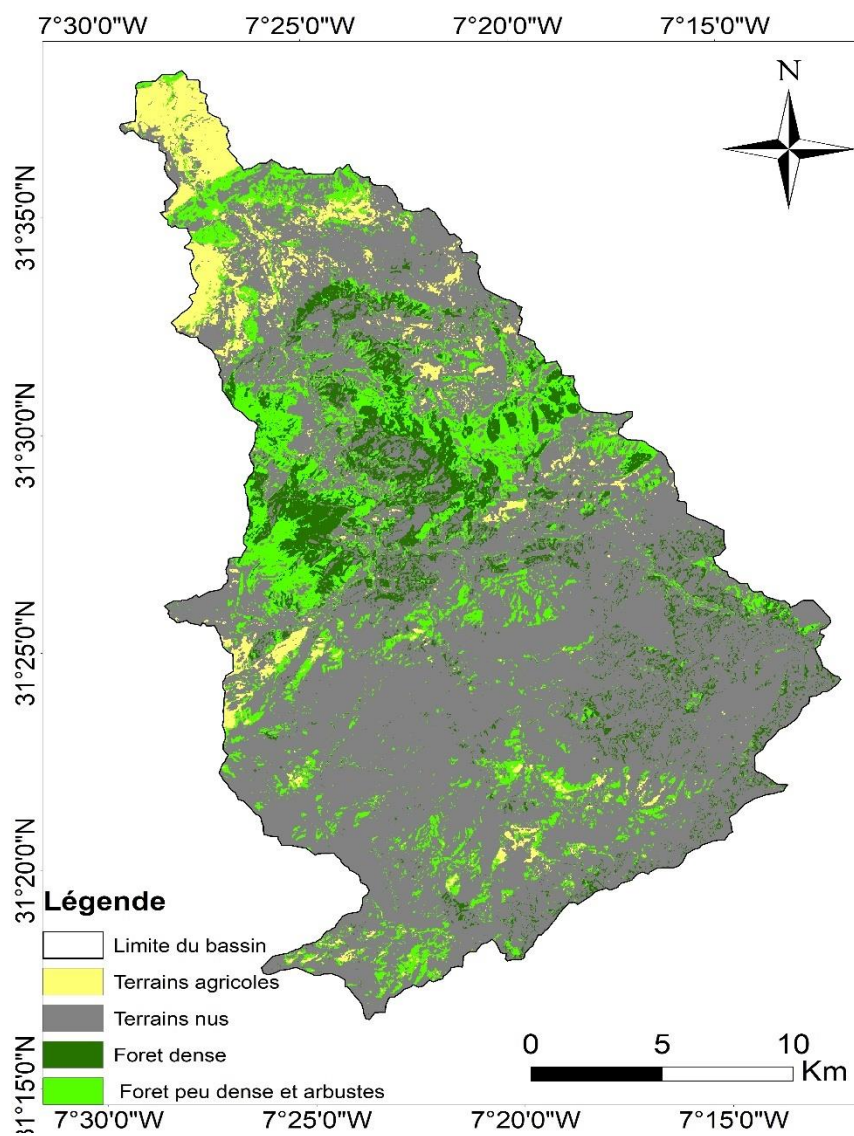 7°30'0"W 7°25'0"W 7°20'0"W 7°15'0"W
N
31°35'0"N
31°30'0"N
31°25'0"N
31°20'0"N
31°15'0"N
Légende
Limite du bassin
Terrains agricoles
Terrains nus
Foret dense
Foret peu dense et arbustes
0 5 10
Km
7°30'0"W 7°25'0"W 7°20'0"W 7°15'0"W